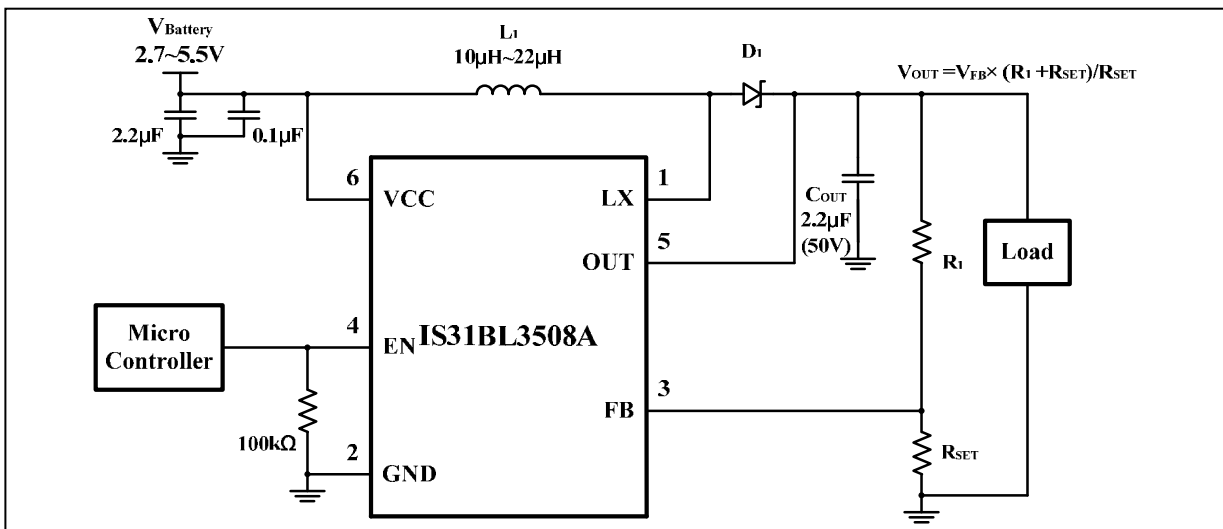 VBattery
2.7~5.5V
L1
10µH~22µH
D1
VOUT =VFB× (R1 +RSET)/RSET
2.2µF
0.1µF
6
VCC
1
LX
COUT
2.2µF
(50V)
5
OUT
R1
Load
Micro
Controller
4
EN
IS31BL3508A
3
FB
100kΩ
2
GND
RSET